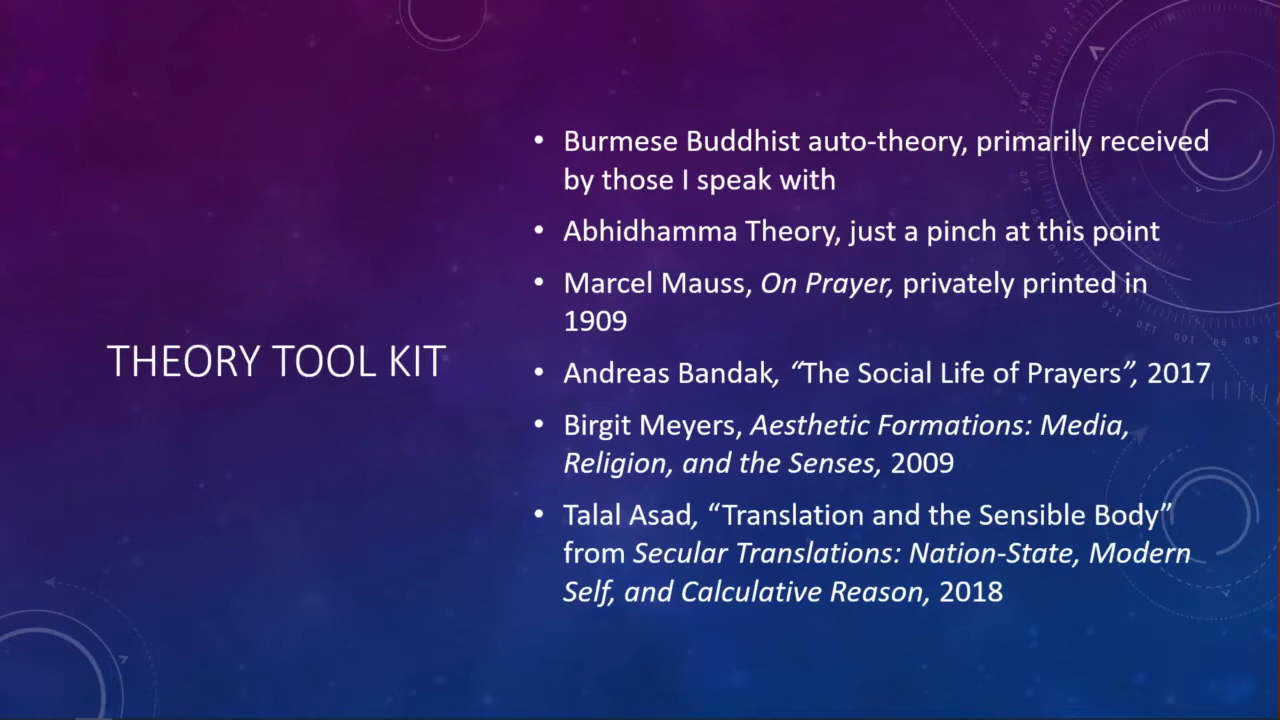 THEORY TOOL KIT
• Burmese Buddhist auto-theory, primarily received
by those I speak with
• Abhidhamma Theory, just a pinch at this point
• Marcel Mauss, On Prayer, privately printed in
1909
• Andreas Bandak, “The Social Life of Prayers”, 2017
• Birgit Meyers, Aesthetic Formations: Media,
Religion, and the Senses, 2009
• Talal Asad, “Translation and the Sensible Body”
from Secular Translations: Nation-State, Modern
Self, and Calculative Reason, 2018